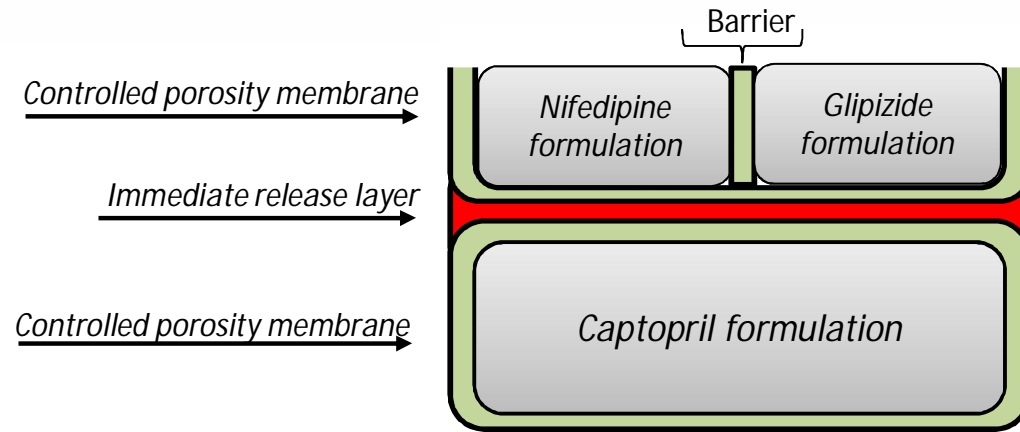 Barrier
Controlled porosity membrane
Nifedipine
formulation
Glipizide
formulation
Immediate release layer
Controlled porosity membrane
Captopril formulation